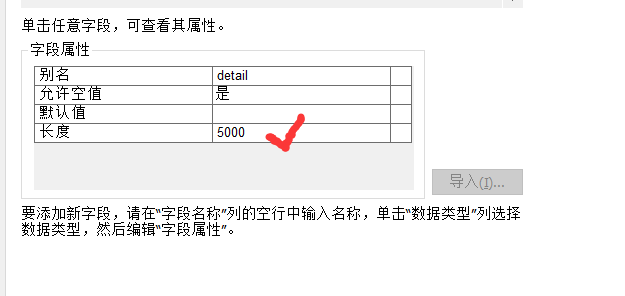 单击任意字段，可查看其属性。
字段属性
别名 detail
允许空值 是
默认值
长度 5000
导入(I)...
要添加新字段，请在“字段名称”列的空行中输入名称，单击“数据类型”列选择
数据类型，然后编辑“字段属性”。